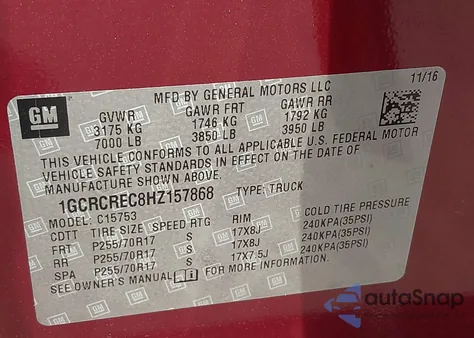 GM
11/16
MFD BY GENERAL MOTORS LLC
GVWR GAWR FRT GAWR RR
3175 KG 1746 KG 1792 KG
7000 LB 3850 LB 3950 LB
THIS VEHICLE CONFORMS TO ALL APPLICABLE U.S. FEDERAL MOTOR
VEHICLE SAFETY STANDARDS IN EFFECT ON THE DATE OF
MANUFACTURE SHOWN ABOVE.
1GCRCREC8HZ157868 TYPE: TRUCK
MODEL: C15753
COLD TIRE PRESSURE
CDTT TIRE SIZE SPEED RTG RIM
FRT P255/70R17 S 17X8J 240KPA(35PSI)
RR P255/70R17 S 17X8J 240KPA(35PSI)
SPA P255/70R17 S 17X7.5J 240KPA(35PSI)
SEE OWNER'S MANUAL FOR MORE INFORMATION.
autoSnap